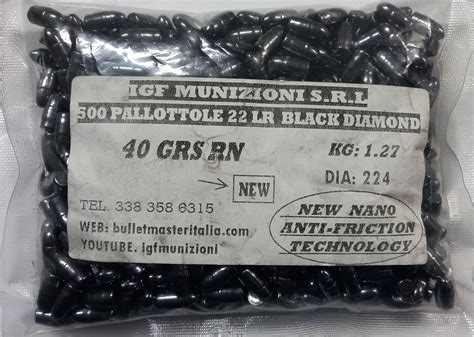 IGF MUNIZIONI S.R.L
500 PALLOTTOLE 22 LR BLACK DIAMOND
40 GRS RN
KG: 1.27
NEW
DIA: 224
TEL. 338 358 6315
WEB: bulletmasteritalia.com
YOUTUBE. igfmunizioni
NEW NANO
ANTI-FRICTION
TECHNOLOGY